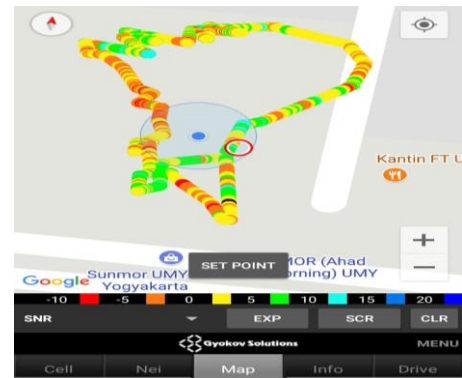 Kantin FT U
SET POINT
MOR (Ahad
Google
Sunmor UMY
orning) UMY
Yogyakarta
-10 -5 0 5 10 15 20
SNR EXP SCR CLR
Gyokov Solutions MENU
Cell Nei Map Info Drive